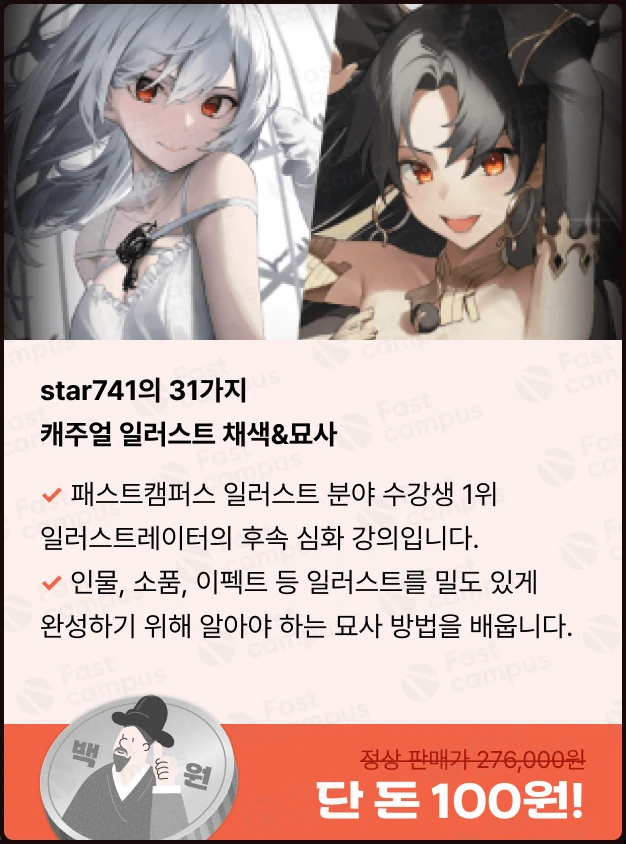 star741의 31가지
캐주얼 일러스트 채색&묘사
✓ 패스트캠퍼스 일러스트 분야 수강생 1위
일러스트레이터의 후속 심화 강의입니다.
✓ 인물, 소품, 이펙트 등 일러스트를 밀도 있게
완성하기 위해 알아야 하는 묘사 방법을 배웁니다.
백 원
정상 판매가 276,000원
단 돈 100원!
Fast campus